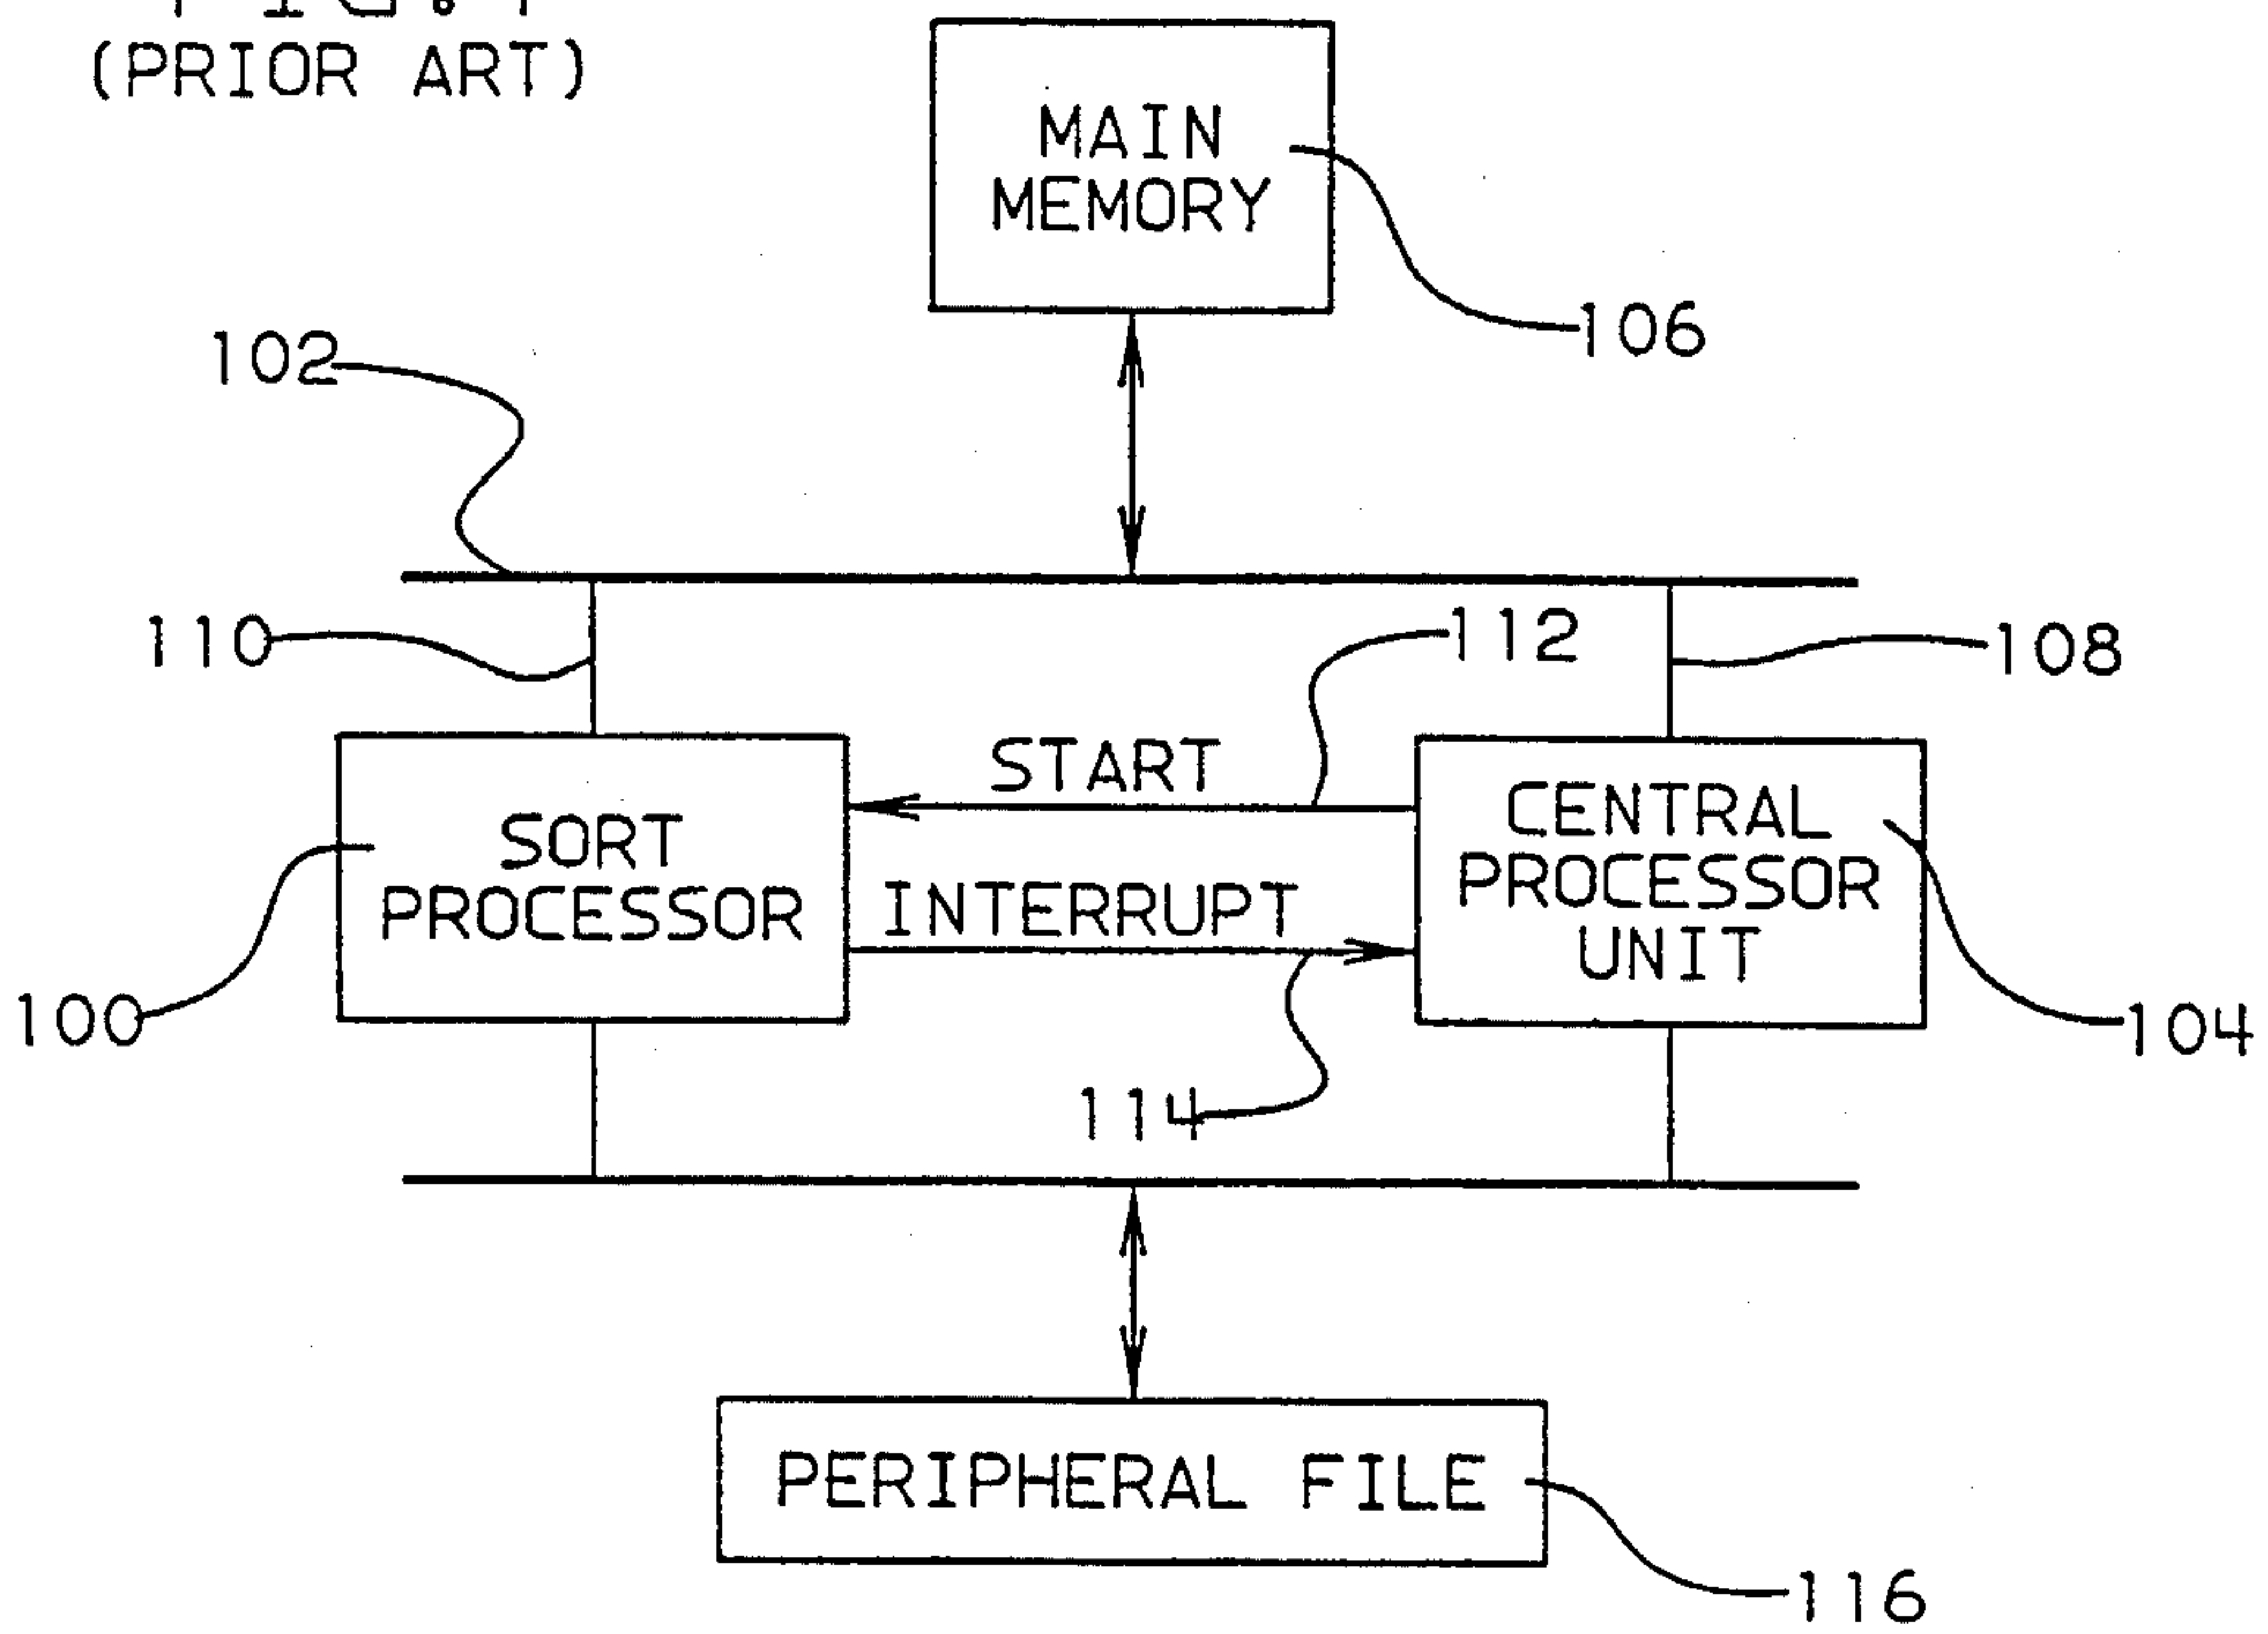 (PRIOR ART)
MAIN
MEMORY
106
102
110
112
108
START
SORT
PROCESSOR
INTERRUPT
CENTRAL
PROCESSOR
UNIT
100
104
114
PERIPHERAL FILE
116